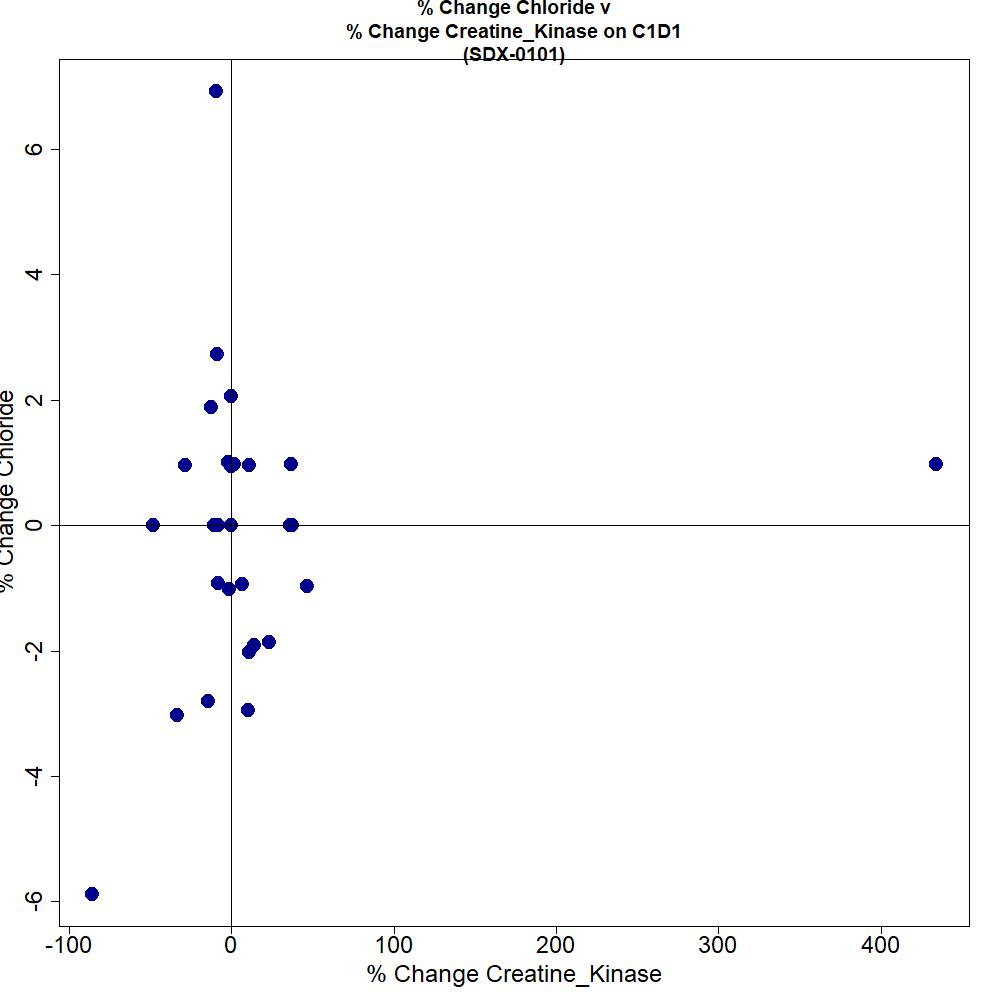 % Change Chloride v
% Change Creatine_Kinase on C1D1
(SDX-0101)
% Change Chloride
6
4
2
0
-2
-4
-6
-100 0 100 200 300 400
% Change Creatine_Kinase